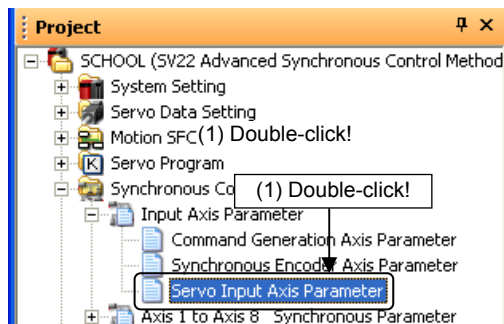 Project
SCHOOL (SV22 Advanced Synchronous Control Method
System Setting
Servo Data Setting
Motion SFC(1) Double-click!
Servo Program
Synchronous Co
(1) Double-click!
Input Axis Parameter
Command Generation Axis Parameter
Synchronous Encoder Axis Parameter
Servo Input Axis Parameter
Axis 1 to Axis 8 Synchronous Parameter